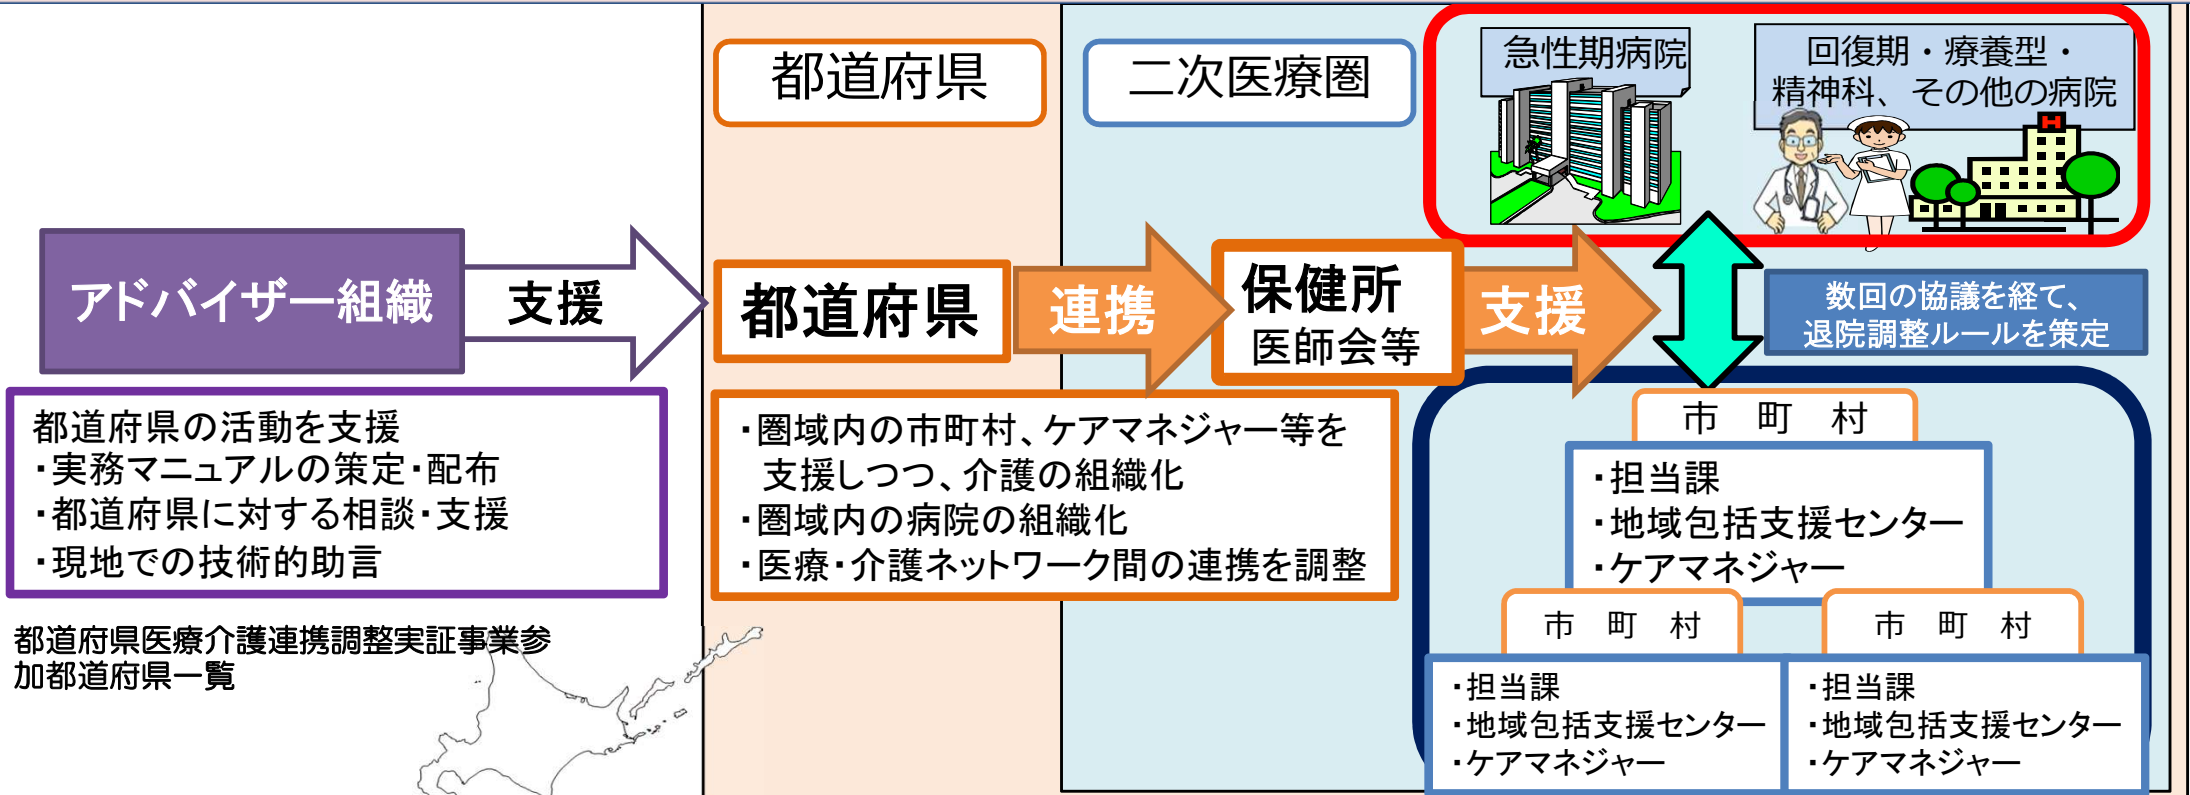 都道府県
二次医療圏
急性期病院
回復期・療養型・
精神科、その他の病院
H
アドバイザー組織
支援
都道府県
連携
保健所
医師会等
支援
数回の協議を経て、
退院調整ルールを策定
都道府県の活動を支援
・実務マニュアルの策定・配布
・都道府県に対する相談・支援
・現地での技術的助言
・圏域内の市町村、ケアマネジャー等を
支援しつつ、介護の組織化
・圏域内の病院の組織化
・医療・介護ネットワーク間の連携を調整
市 町 村
・担当課
・地域包括支援センター
・ケアマネジャー
市 町 村
・担当課
・地域包括支援センター
・ケアマネジャー
市 町 村
・担当課
・地域包括支援センター
・ケアマネジャー
都道府県医療介護連携調整実証事業参
加都道府県一覧